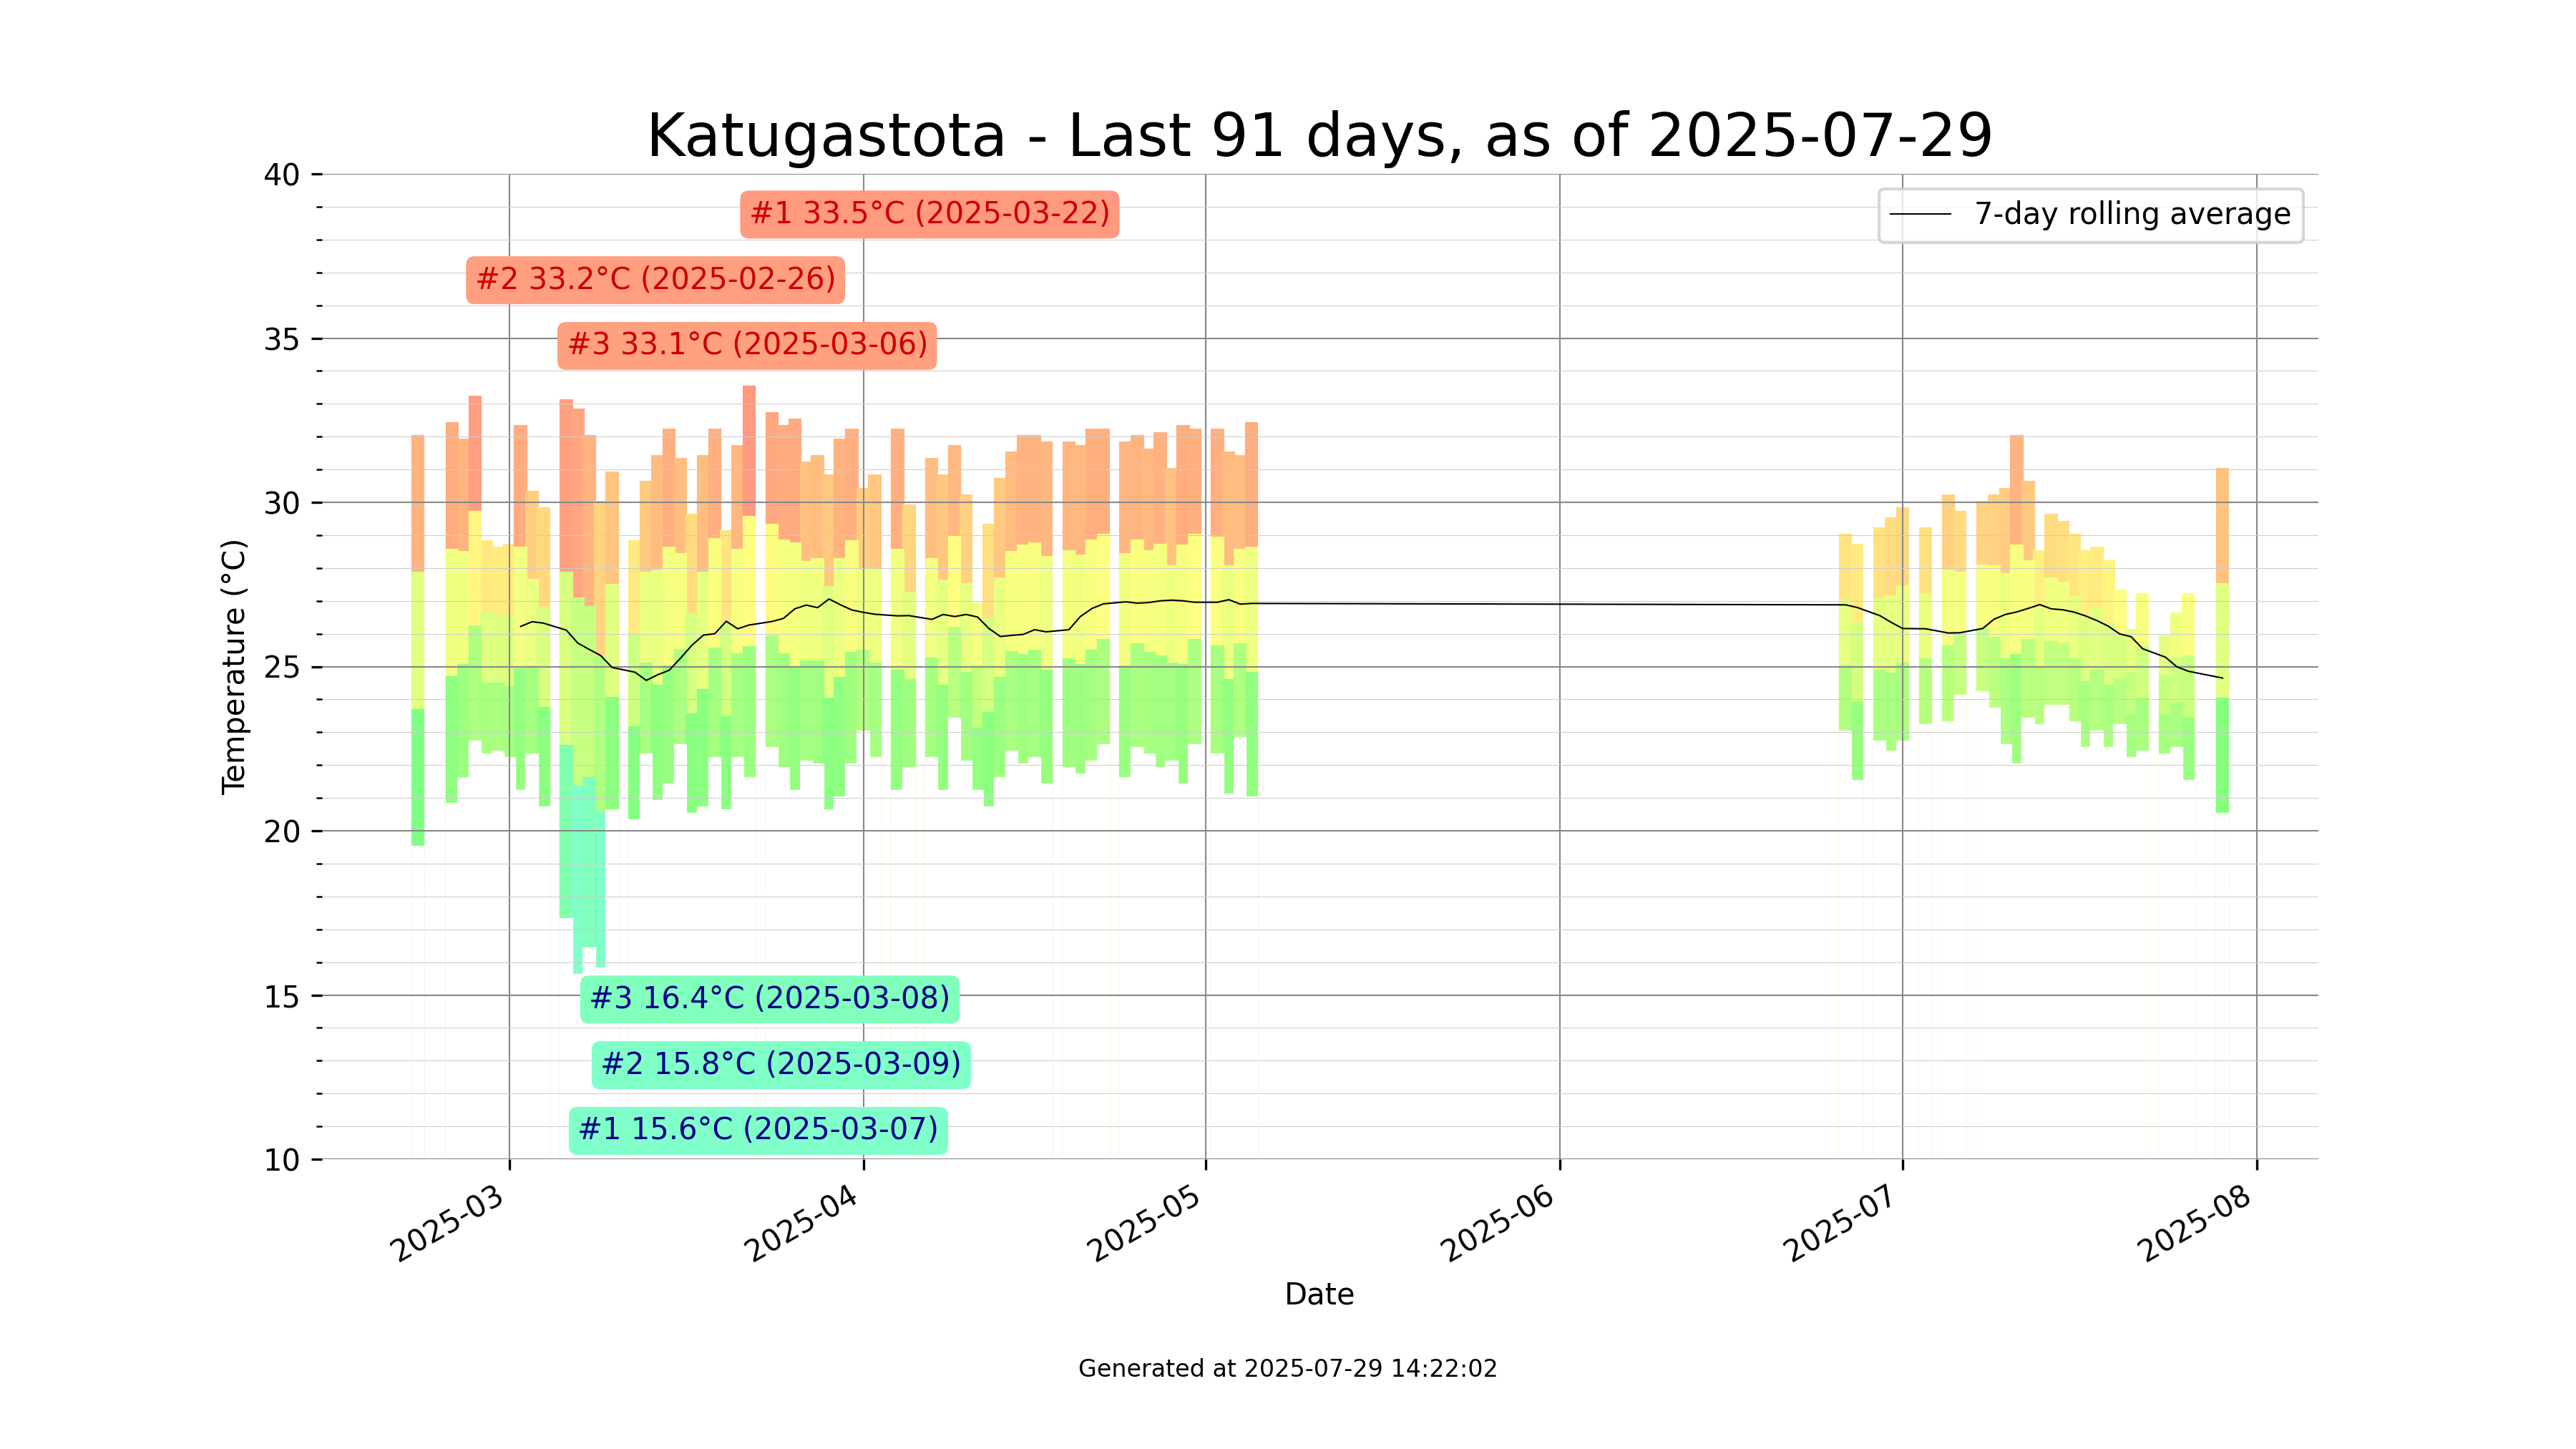 Katugastota - Last 91 days, as of 2025-07-29
40
35
30
25
20
15
10
Temperature (°C)
7-day rolling average
#1 33.5°C (2025-03-22)
#2 33.2°C (2025-02-26)
#3 33.1°C (2025-03-06)
#3 16.4°C (2025-03-08)
#2 15.8°C (2025-03-09)
#1 15.6°C (2025-03-07)
2025-03
2025-04
2025-05
2025-06
2025-07
2025-08
Date
Generated at 2025-07-29 14:22:02